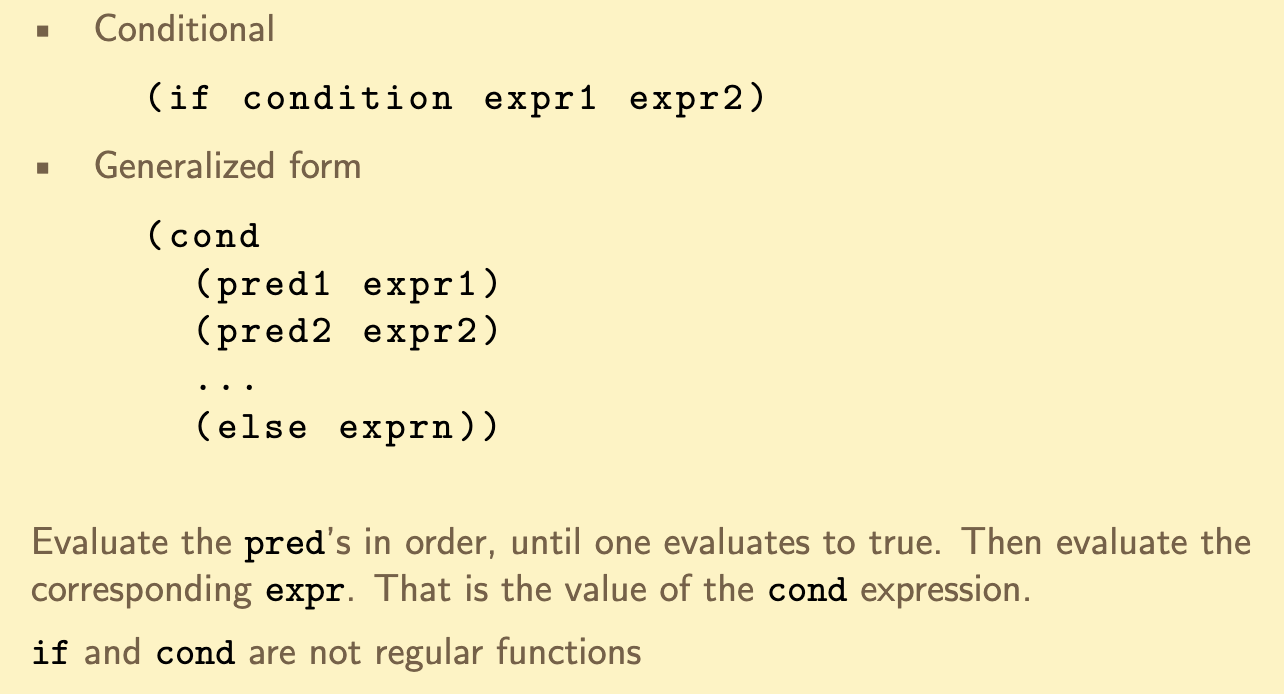 ▪ Conditional
(if condition expr1 expr2)
▪ Generalized form
(cond
(pred1 expr1)
(pred2 expr2)
...
(else exprn))
Evaluate the pred's in order, until one evaluates to true. Then evaluate the
corresponding expr. That is the value of the cond expression.
if and cond are not regular functions